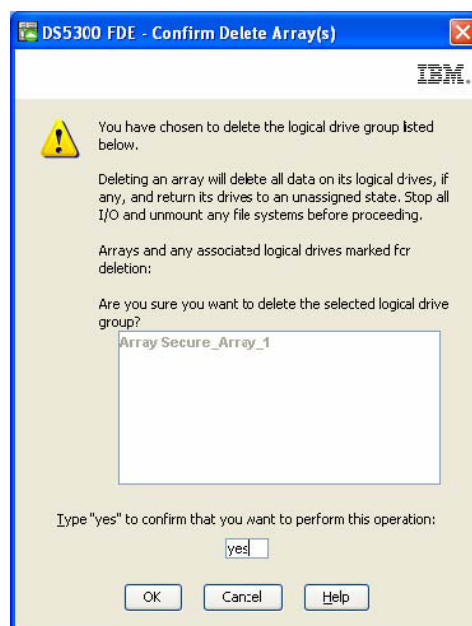 DS5300 FDE - Confirm Delete Array(s)
IBM.
You have chosen to delete the logical drive group listed
below.
Deleting an array will delete all data on its logical drives, if
any, and return its drives to an unassigned state. Stop all
I/O and unmount any file systems before proceeding.
Arrays and any associated logical drives marked for
deletion:
Are you sure you want to delete the selected logical drive
group?
Array Secure_Array_1
Type "yes" to confirm that you want to perform this operation:
yes
OK
Cancel
Help